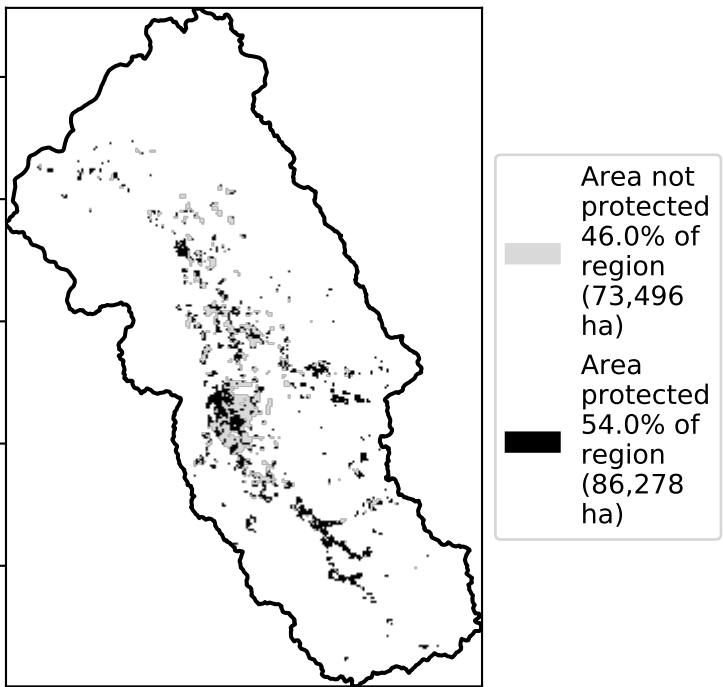 Area not
protected
46.0% of
region
(73,496
ha)
Area
protected
54.0% of
region
(86,278
ha)